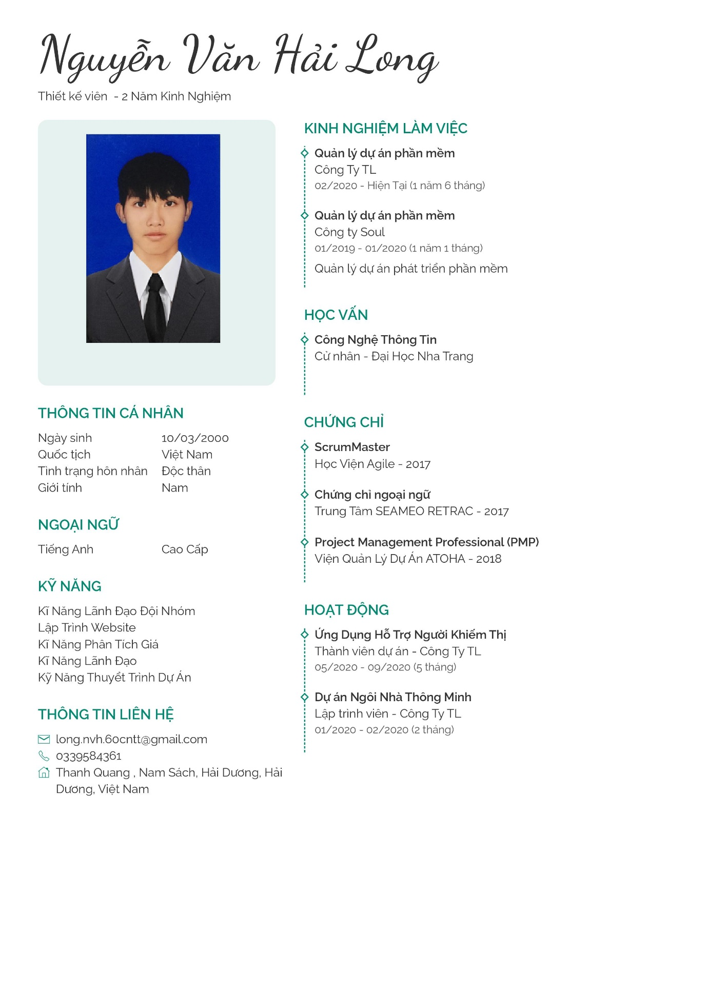 Nguyễn Văn Hải Long
Thiết kế viên - 2 Năm Kinh Nghiệm
THÔNG TIN CÁ NHÂN
Ngày sinh 10/03/2000
Quốc tịch Việt Nam
Tình trạng hôn nhân Độc thân
Giới tính Nam
NGOẠI NGỮ
Tiếng Anh Cao Cấp
KỸ NĂNG
Kĩ Năng Lãnh Đạo Đội Nhóm
Lập Trình Website
Kĩ Năng Phân Tích Giá
Kĩ Năng Lãnh Đạo
Kỹ Năng Thuyết Trình Dự Án
THÔNG TIN LIÊN HỆ
long.nvh.60cntt@gmail.com
0339584361
Thanh Quang , Nam Sách, Hải Dương, Hải
Dương, Việt Nam
KINH NGHIỆM LÀM VIỆC
Quản lý dự án phần mềm
Công Ty TL
02/2020 - Hiện Tại (1 năm 6 tháng)
Quản lý dự án phần mềm
Công ty Soul
01/2019 - 01/2020 (1 năm 1 tháng)
Quản lý dự án phát triển phần mềm
HỌC VẤN
Công Nghệ Thông Tin
Cử nhân - Đại Học Nha Trang
CHỨNG CHỈ
ScrumMaster
Học Viện Agile - 2017
Chứng chỉ ngoại ngữ
Trung Tâm SEAMEO RETRAC - 2017
Project Management Professional (PMP)
Viện Quản Lý Dự Án ATOHA - 2018
HOẠT ĐỘNG
Ứng Dụng Hỗ Trợ Người Khiếm Thị
Thành viên dự án - Công Ty TL
05/2020 - 09/2020 (5 tháng)
Dự án Ngôi Nhà Thông Minh
Lập trình viên - Công Ty TL
01/2020 - 02/2020 (2 tháng)